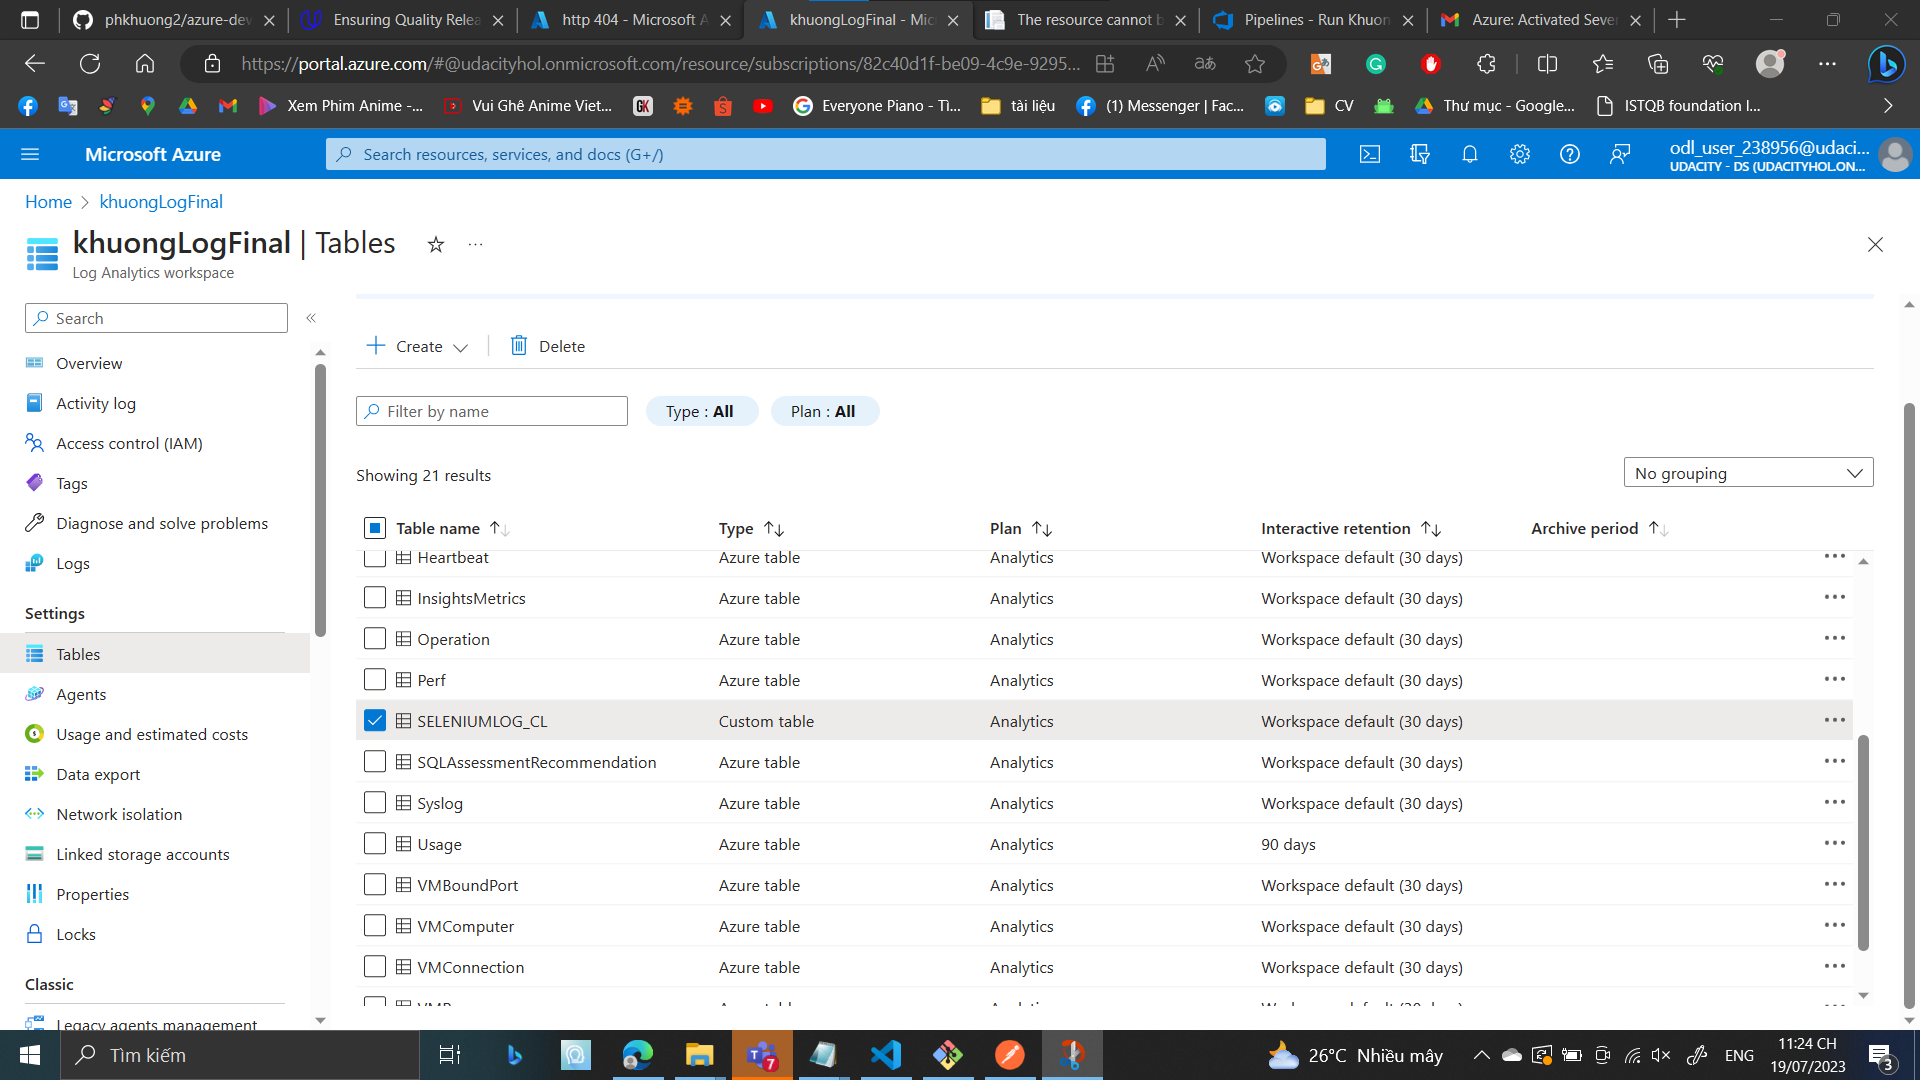 phkhuong2/azure-dev
Ensuring Quality Relea
http 404 - Microsoft A
khuongLogFinal - Mic
The resource cannot b
Pipelines - Run Khuon
Azure: Activated Sever
https://portal.azure.com/#@udacityhol.onmicrosoft.com/resource/subscriptions/82c40d1f-be09-4c9e-9295...
Xem Phim Anime -...
Vui Ghê Anime Viet...
Everyone Piano - Tì...
tài liệu
(1) Messenger | Fac...
CV
Thư mục - Google...
ISTQB foundation l...
Microsoft Azure
Search resources, services, and docs (G+/)
odl_user_238956@udaci...
UDACITY - DS (UDACITYHOL.ON...
Home > khuongLogFinal
khuongLogFinal | Tables
Log Analytics workspace
Search
Overview
Activity log
Access control (IAM)
Tags
Diagnose and solve problems
Logs
Settings
Tables
Agents
Usage and estimated costs
Data export
Network isolation
Linked storage accounts
Properties
Locks
Classic
Legacy agents management
Create
Delete
Filter by name
Type : All
Plan : All
Showing 21 results
No grouping
Table name Type Plan Interactive retention Archive period
Heartbeat Azure table Analytics Workspace default (30 days)
InsightsMetrics Azure table Analytics Workspace default (30 days)
Operation Azure table Analytics Workspace default (30 days)
Perf Azure table Analytics Workspace default (30 days)
SELENIUMLOG_CL Custom table Analytics Workspace default (30 days)
SQLAssessmentRecommendation Azure table Analytics Workspace default (30 days)
Syslog Azure table Analytics Workspace default (30 days)
Usage Azure table Analytics 90 days
VMBoundPort Azure table Analytics Workspace default (30 days)
VMComputer Azure table Analytics Workspace default (30 days)
VMConnection Azure table Analytics Workspace default (30 days)
Tìm kiếm
7
26°C Nhiều mây
ENG
11:24 CH
19/07/2023
3